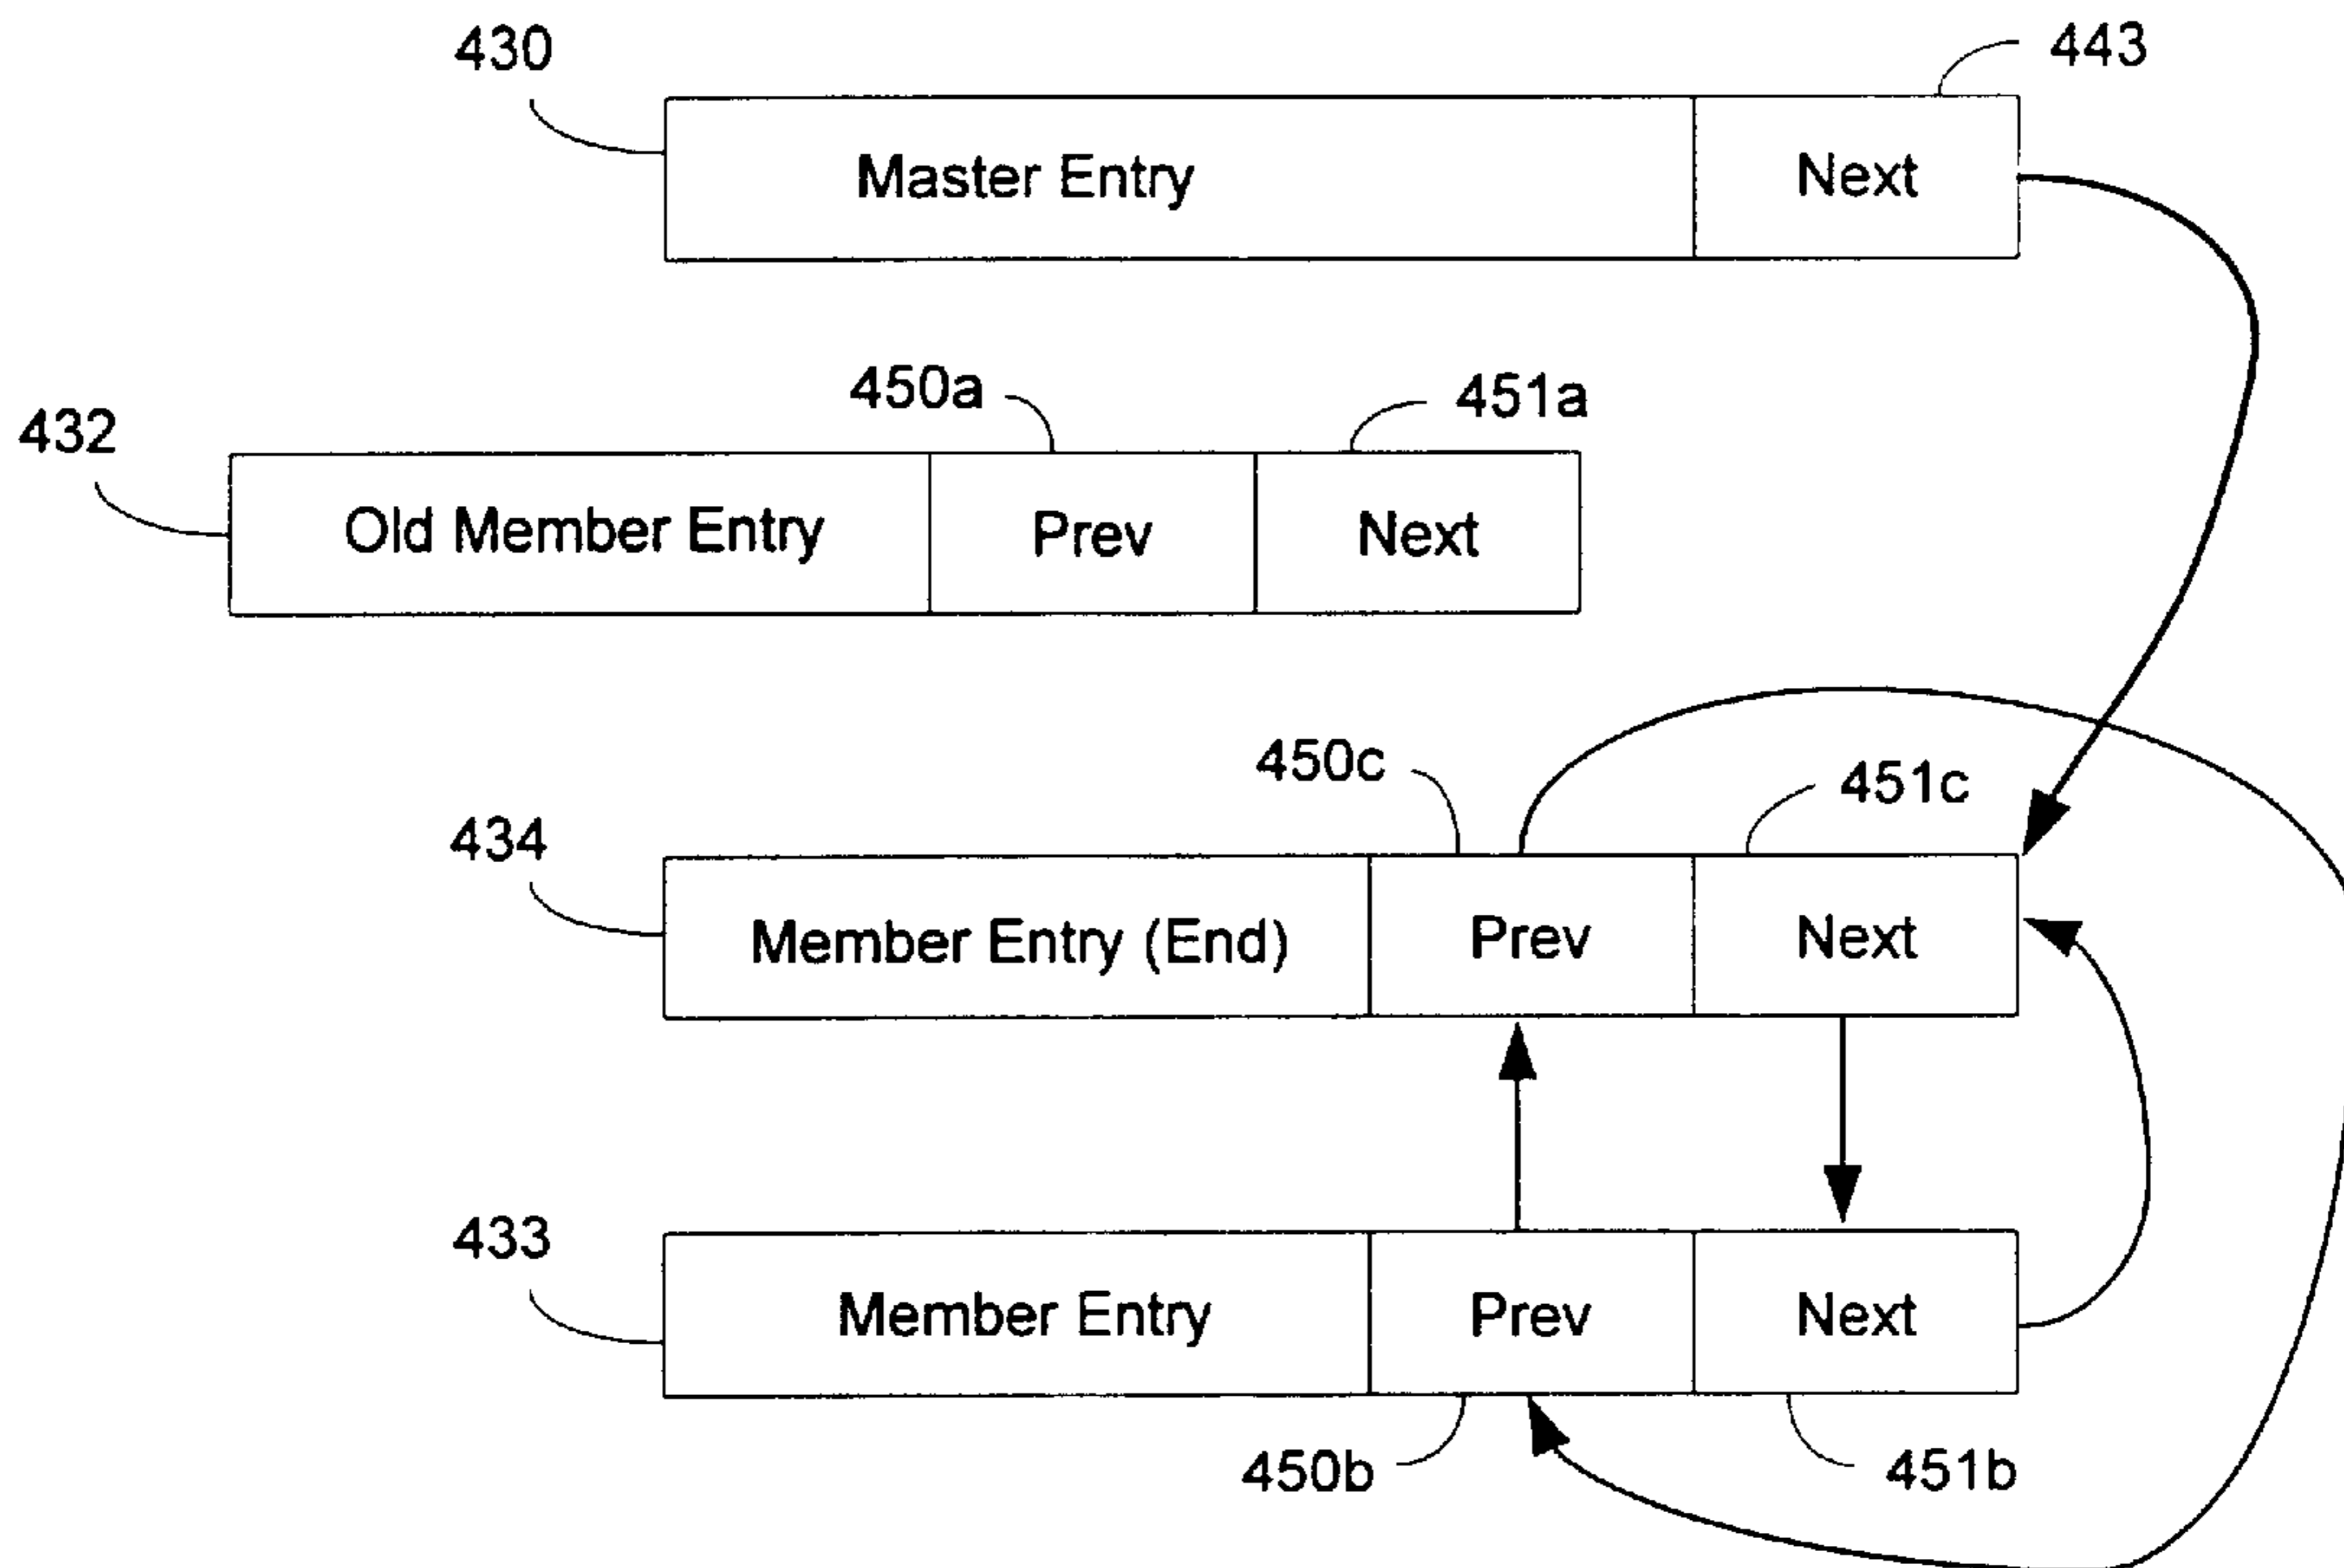 430
443
Master Entry
Next
450a
451a
432
Old Member Entry
Prev
Next
450c
451c
434
Member Entry (End)
Prev
Next
433
Member Entry
Prev
Next
450b
451b